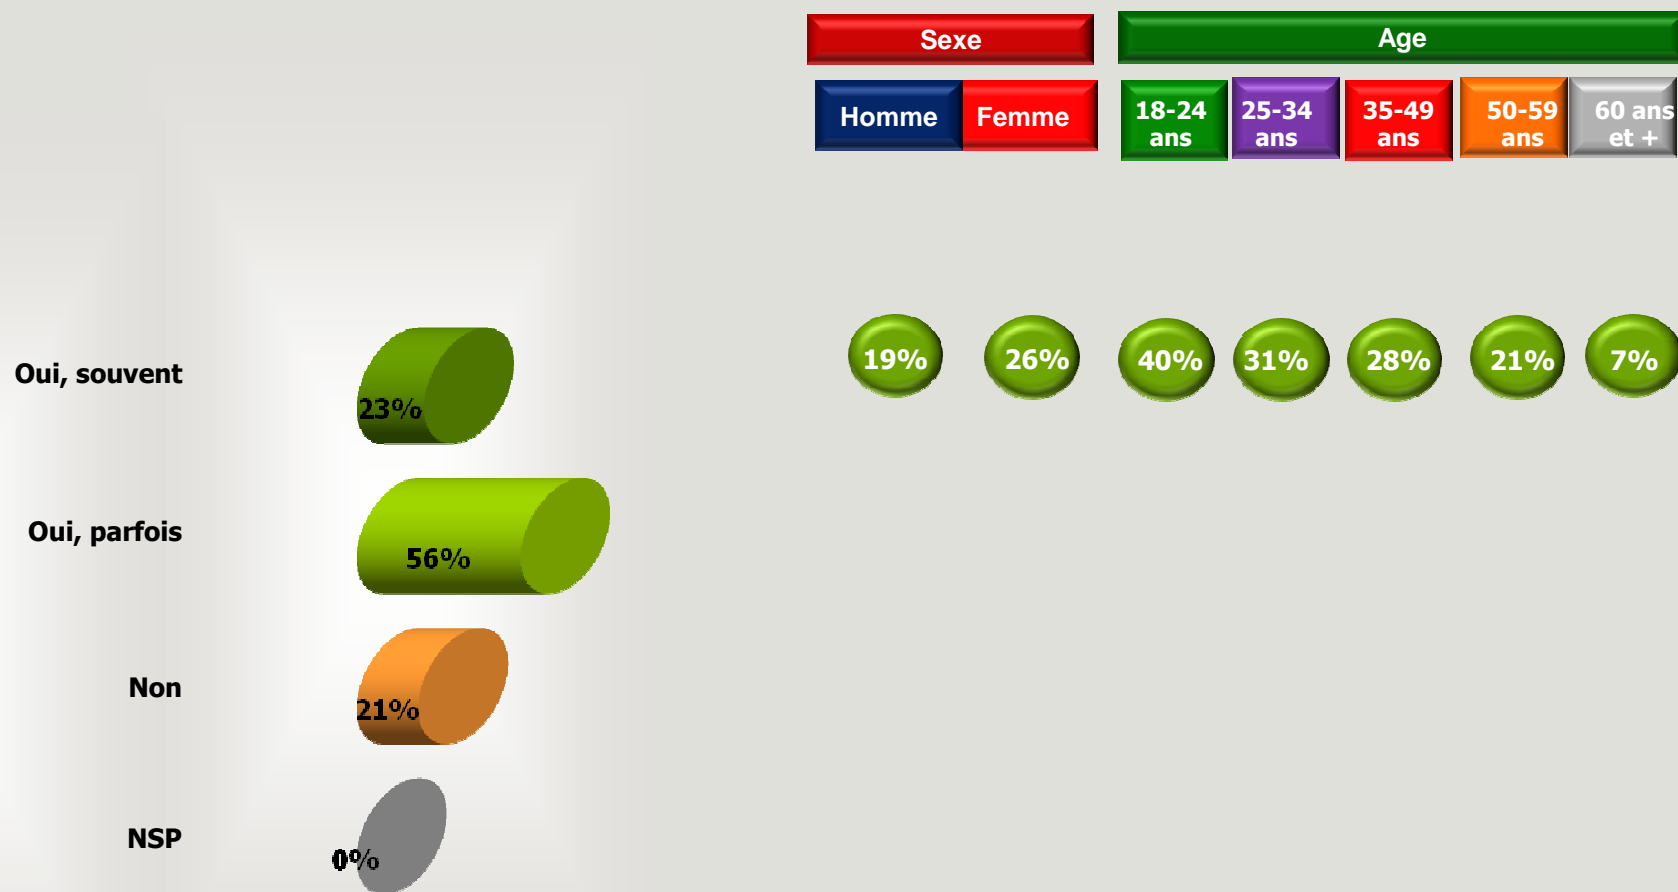 Sexe
Age
Homme
Femme
18-24
ans
25-34
ans
35-49
ans
50-59
ans
60 ans
et +
Oui, souvent
23%
19%
26%
40%
31%
28%
21%
7%
Oui, parfois
56%
Non
21%
NSP
0%